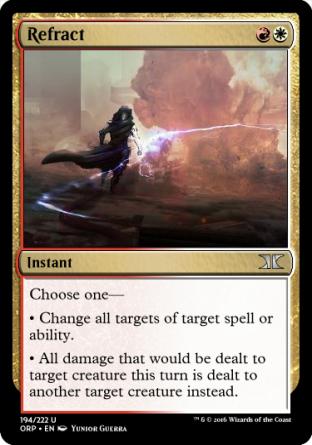 Refract
Instant
Choose one—
• Change all targets of target spell or
ability.
• All damage that would be dealt to
target creature this turn is dealt to
another target creature instead.
194/222 U
ORP • EN Yunior Guerra
™ & © 2016 Wizards of the Coast